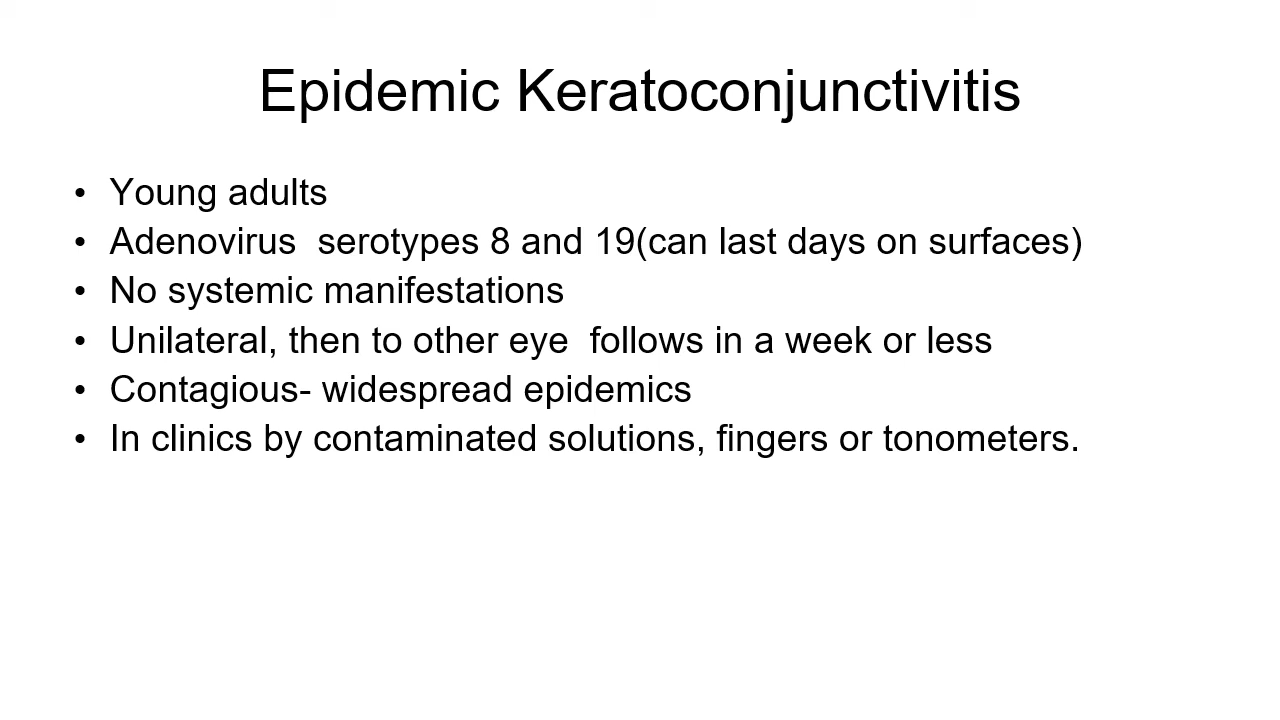 Epidemic Keratoconjunctivitis
• Young adults
• Adenovirus  serotypes 8 and 19(can last days on surfaces)
• No systemic manifestations
• Unilateral, then to other eye  follows in a week or less
• Contagious- widespread epidemics
• In clinics by contaminated solutions, fingers or tonometers.